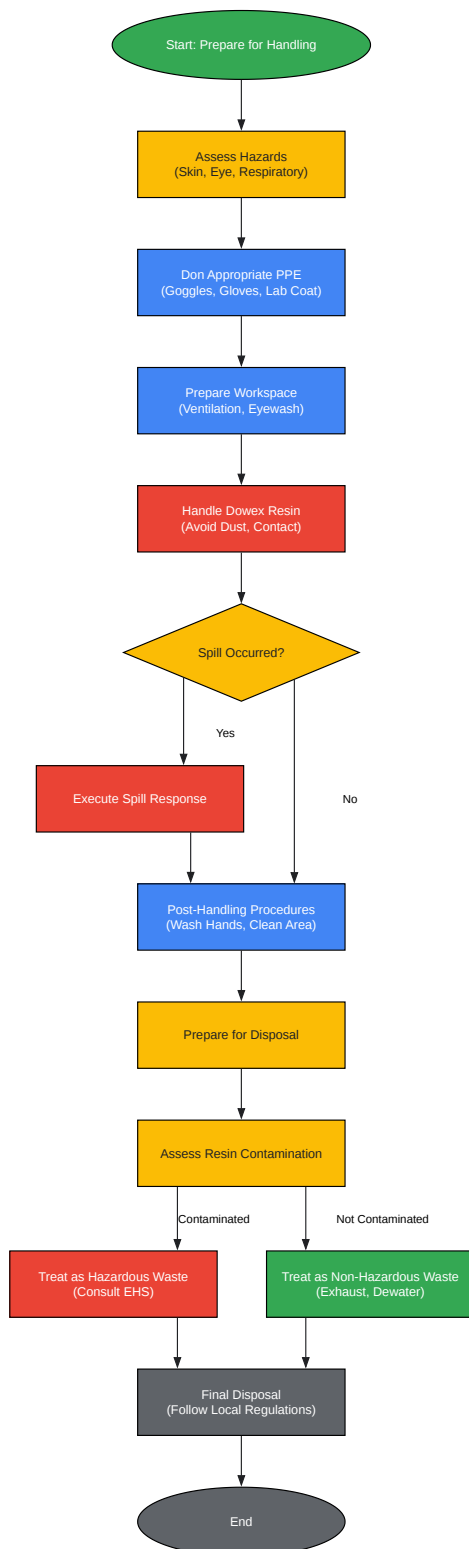 Start: Prepare for Handling
Assess Hazards
(Skin, Eye, Respiratory)
Don Appropriate PPE
(Goggles, Gloves, Lab Coat)
Prepare Workspace
(Ventilation, Eyewash)
Handle Dowex Resin
(Avoid Dust, Contact)
Spill Occurred?
Yes
Execute Spill Response
No
Post-Handling Procedures
(Wash Hands, Clean Area)
Prepare for Disposal
Assess Resin Contamination
Contaminated
Not Contaminated
Treat as Hazardous Waste
(Consult EHS)
Treat as Non-Hazardous Waste
(Exhaust, Dewater)
Final Disposal
(Follow Local Regulations)
End